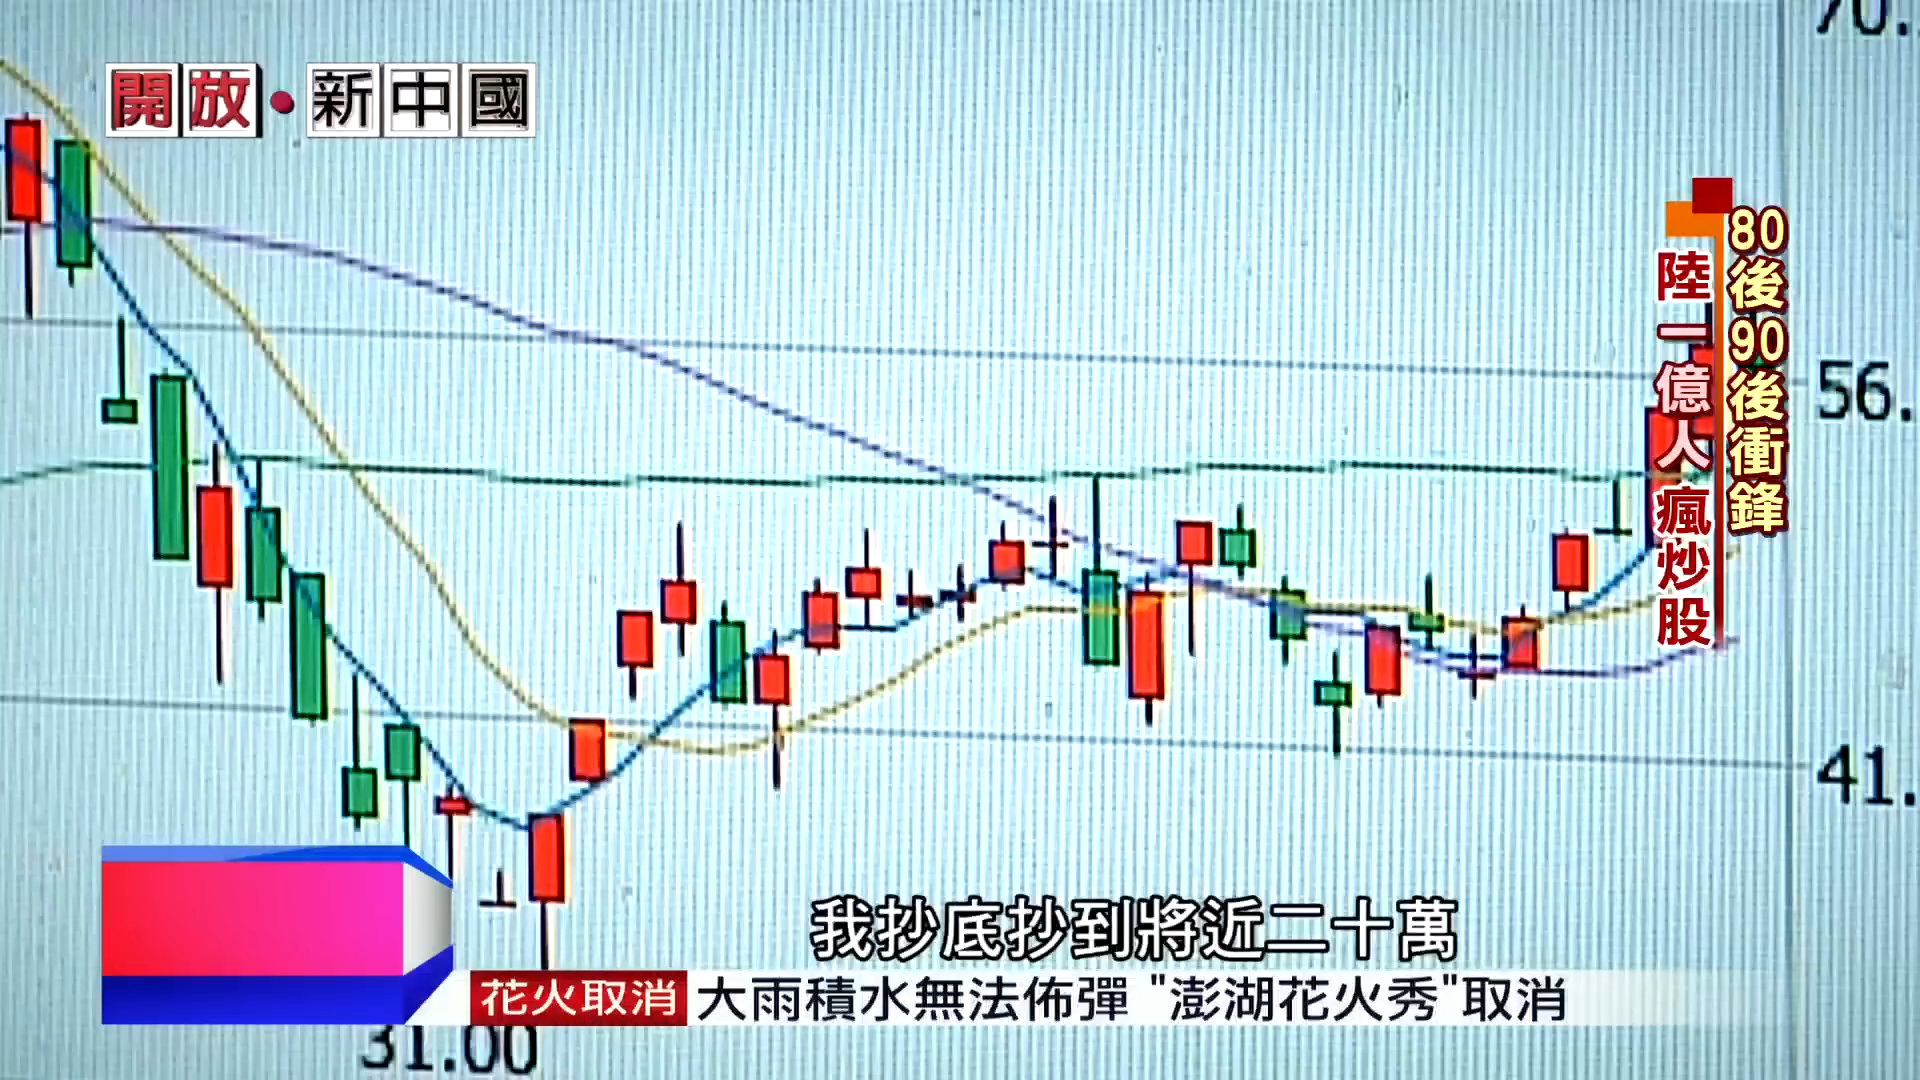 開放•新中國
80後90後衝鋒
陸一億人瘋炒股
70.
56.
41.
我抄底抄到將近二十萬
花火取消 大雨積水無法佈彈 "澎湖花火秀"取消
31.00